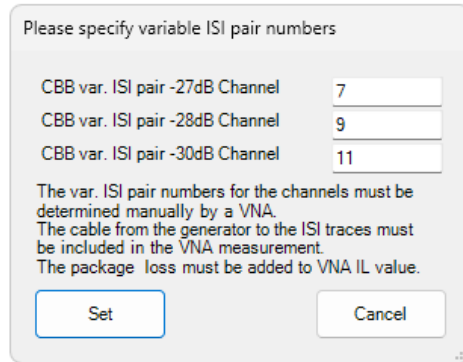 Please specify variable ISI pair numbers
CBB var. ISI pair -27dB Channel 7
CBB var. ISI pair -28dB Channel 9
CBB var. ISI pair -30dB Channel 11
The var. ISI pair numbers for the channels must be
determined manually by a VNA.
The cable from the generator to the ISI traces must
be included in the VNA measurement.
The package loss must be added to VNA IL value.
Set Cancel